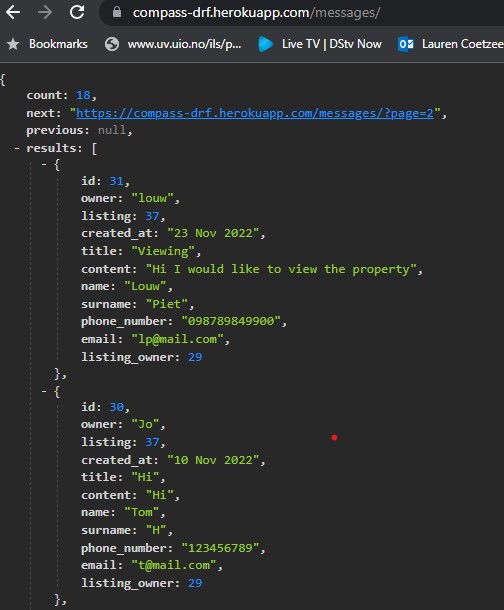 compass-drf.herokuapp.com/messages/
Bookmarks www.uv.uio.no/ils/p... Live TV | DStv Now Lauren Coetzee
{
count: 18,
next: "https://compass-drf.herokuapp.com/messages/?page=2",
previous: null,
- results: [
- {
id: 31,
owner: "louw",
listing: 37,
created_at: "23 Nov 2022",
title: "Viewing",
content: "Hi I would like to view the property",
name: "Louw",
surname: "Piet",
phone_number: "098789849900",
email: "lp@mail.com",
listing_owner: 29
},
- {
id: 30,
owner: "Jo",
listing: 37,
created_at: "10 Nov 2022",
title: "Hi",
content: "Hi",
name: "Tom",
surname: "H",
phone_number: "123456789",
email: "t@mail.com",
listing_owner: 29
},